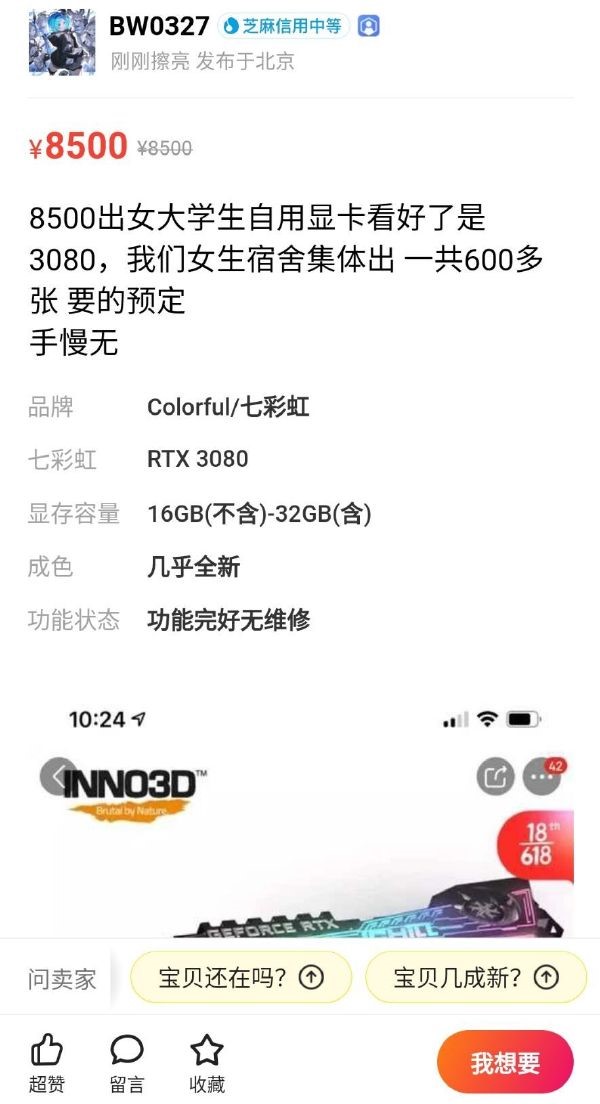 BW0327 芝麻信用中等
刚刚擦亮 发布于北京
¥8500 ¥8500
8500出女大学生自用显卡看好了是
3080，我们女生宿舍集体出 一共600多
张 要的预定
手慢无
品牌 Colorful/七彩虹
七彩虹 RTX 3080
显存容量 16GB(不含)-32GB(含)
成色 几乎全新
功能状态 功能完好无维修
10:24
INNO3D™
Brutal by Nature
42
18th
618
GEFORCE RTX
ICHILL
问卖家 宝贝还在吗？ 宝贝几成新？
超赞 留言 收藏 我想要